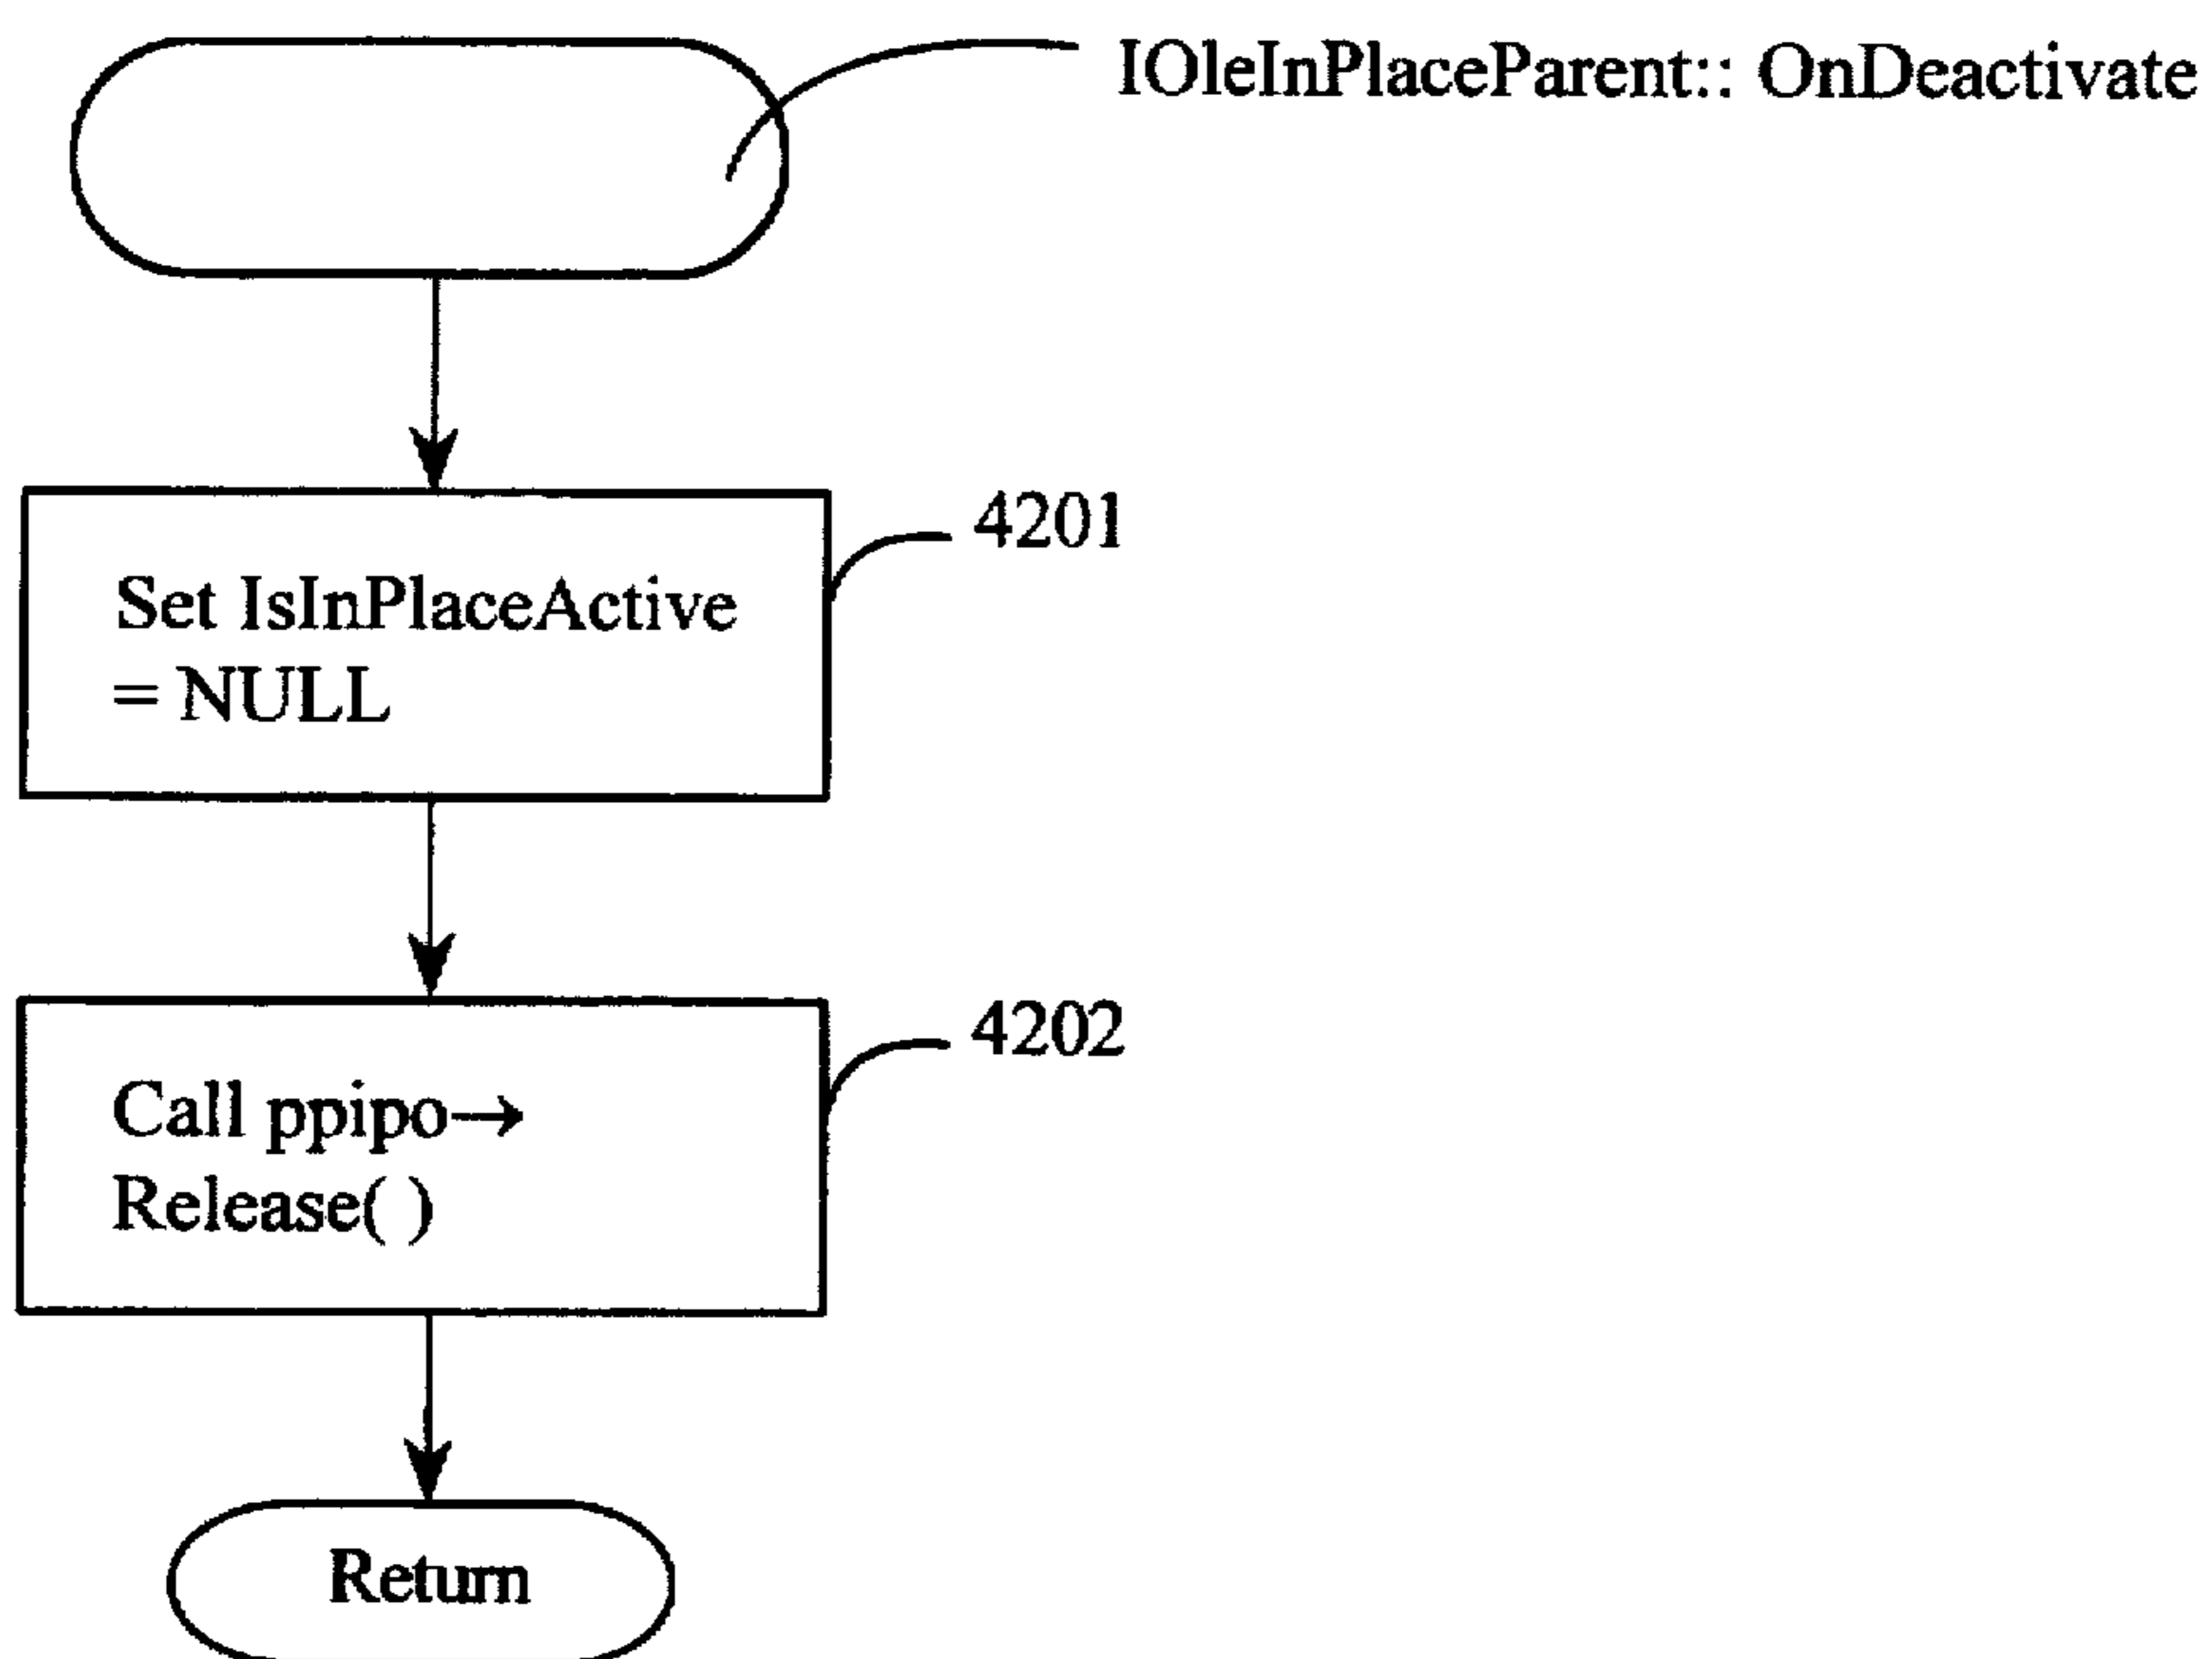 IOleInPlaceParent:: OnDeactivate
4201
Set IsInPlaceActive
= NULL
4202
Call ppipo→
Release( )
Return